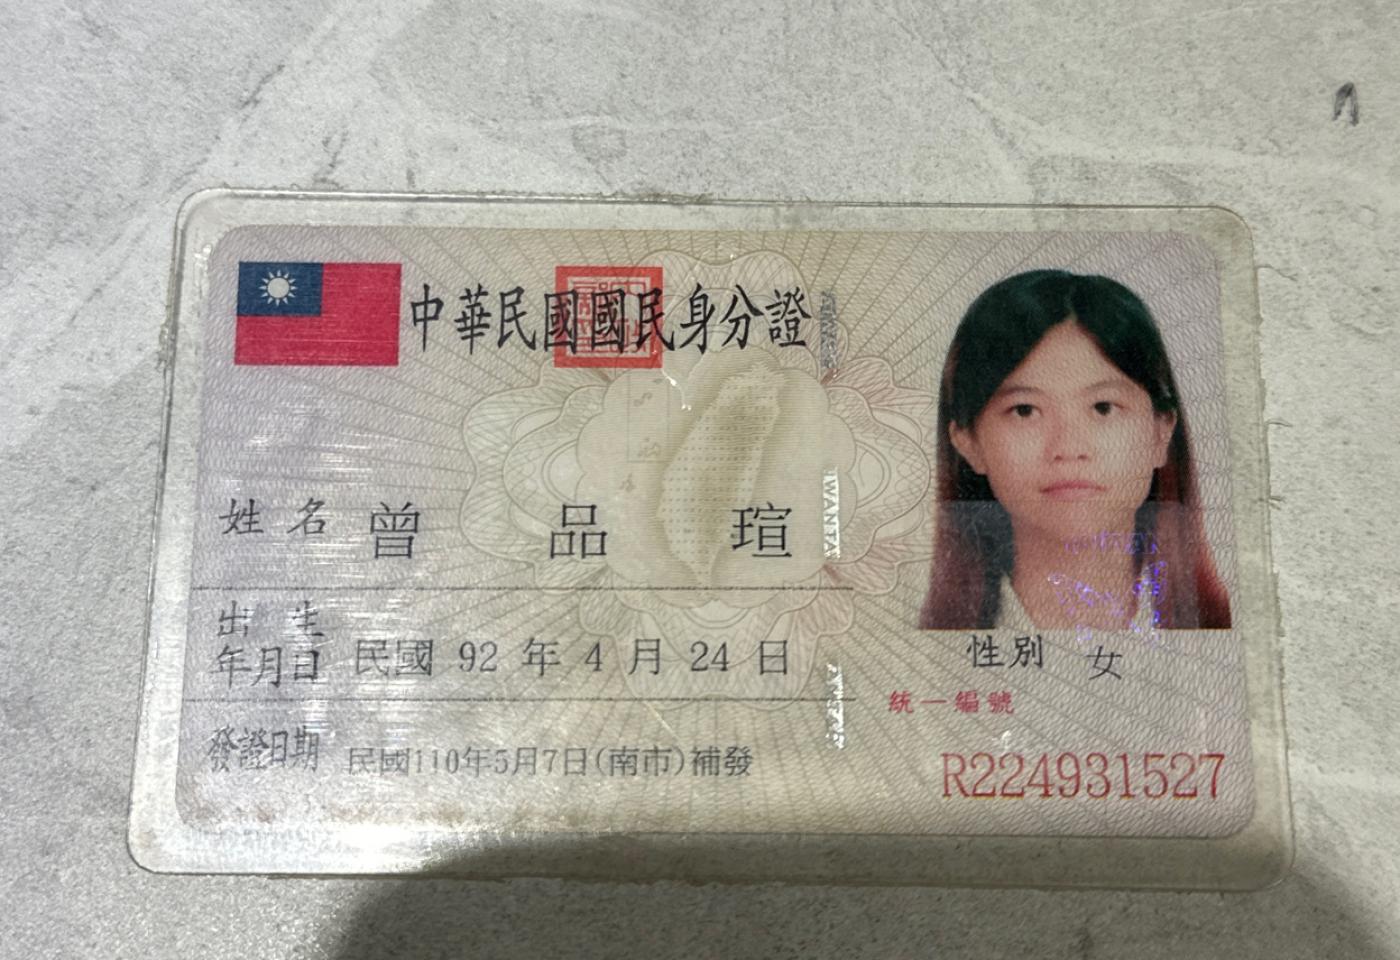 中華民國國民身分證
姓名 曾品瑄
出生年月日 民國 92 年 4 月 24 日
性別 女
發證日期 民國110年5月7日(南市)補發
統一編號
R224931527